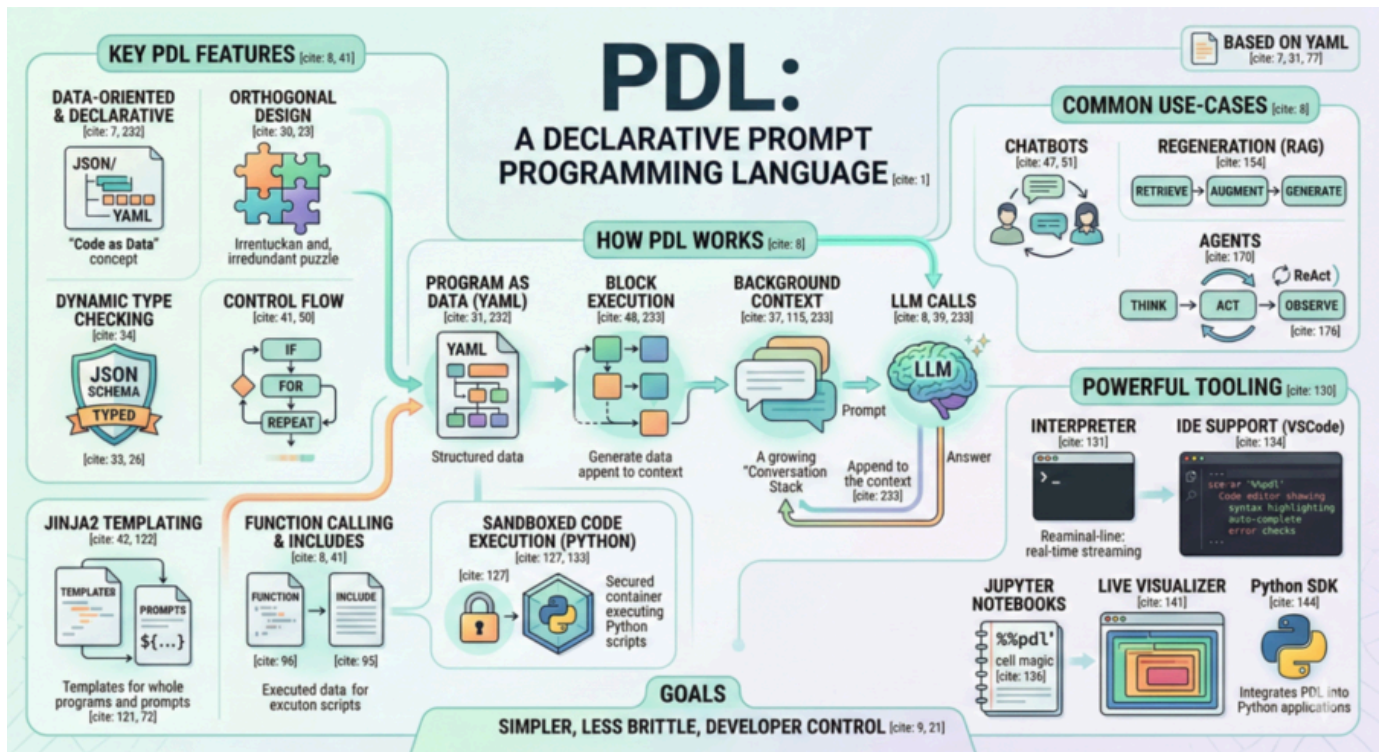 PDL:
A DECLARATIVE PROMPT
PROGRAMMING LANGUAGE [cite: 1]
BASED ON YAML
[cite: 7, 31, 77]
KEY PDL FEATURES [cite: 8, 41]
DATA-ORIENTED
& DECLARATIVE
[cite: 7, 232]
JSON/
YAML
"Code as Data"
concept
ORTHOGONAL
DESIGN
[cite: 30, 23]
Irrentuckan and,
irredundant puzzle
DYNAMIC TYPE
CHECKING
[cite: 34]
JSON
SCHEMA
TYPED
[cite: 33, 26]
CONTROL FLOW
[cite: 41, 50]
IF
FOR
REPEAT
JINJA2 TEMPLATING
[cite: 42, 122]
TEMPLATES
PROMPTS
${...}
Templates for whole
programs and prompts
[cite: 121, 72]
FUNCTION CALLING
& INCLUDES
[cite: 8, 41]
FUNCTION
INCLUDE
[cite: 96]
[cite: 95]
Executed data for
excuton scripts
HOW PDL WORKS [cite: 8]
PROGRAM AS
DATA (YAML)
[cite: 31, 232]
YAML
Structured data
BLOCK
EXECUTION
[cite: 48, 233]
Generate data
appent to context
BACKGROUND
CONTEXT
[cite: 37, 115, 233]
A growing
"Conversation
Stack
Prompt
LLM CALLS
[cite: 8, 39, 233]
LLM
Append to
the context
[cite: 233]
Answer
SANDBOXED CODE
EXECUTION (PYTHON)
[cite: 127, 133]
[cite: 127]
Secured
container
executing
Python
scripts
COMMON USE-CASES [cite: 8]
CHATBOTS
[cite: 47, 51]
REGENERATION (RAG)
[cite: 154]
RETRIEVE
AUGMENT
GENERATE
AGENTS
[cite: 170]
ReAct
THINK
ACT
OBSERVE
[cite: 176]
POWERFUL TOOLING [cite: 130]
INTERPRETER
[cite: 131]
Reaminal-line:
real-time streaming
IDE SUPPORT (VSCode)
[cite: 134]
'%%pdl'
Code editor shawing
syntax highlighting
auto-complete
error checks
...
JUPYTER
NOTEBOOKS
%%pdl'
cell magic
[cite: 136]
LIVE VISUALIZER
[cite: 141]
Python SDK
[cite: 144]
Integrates PDL into
Python applications
GOALS
SIMPLER, LESS BRITTLE, DEVELOPER CONTROL [cite: 9, 21]